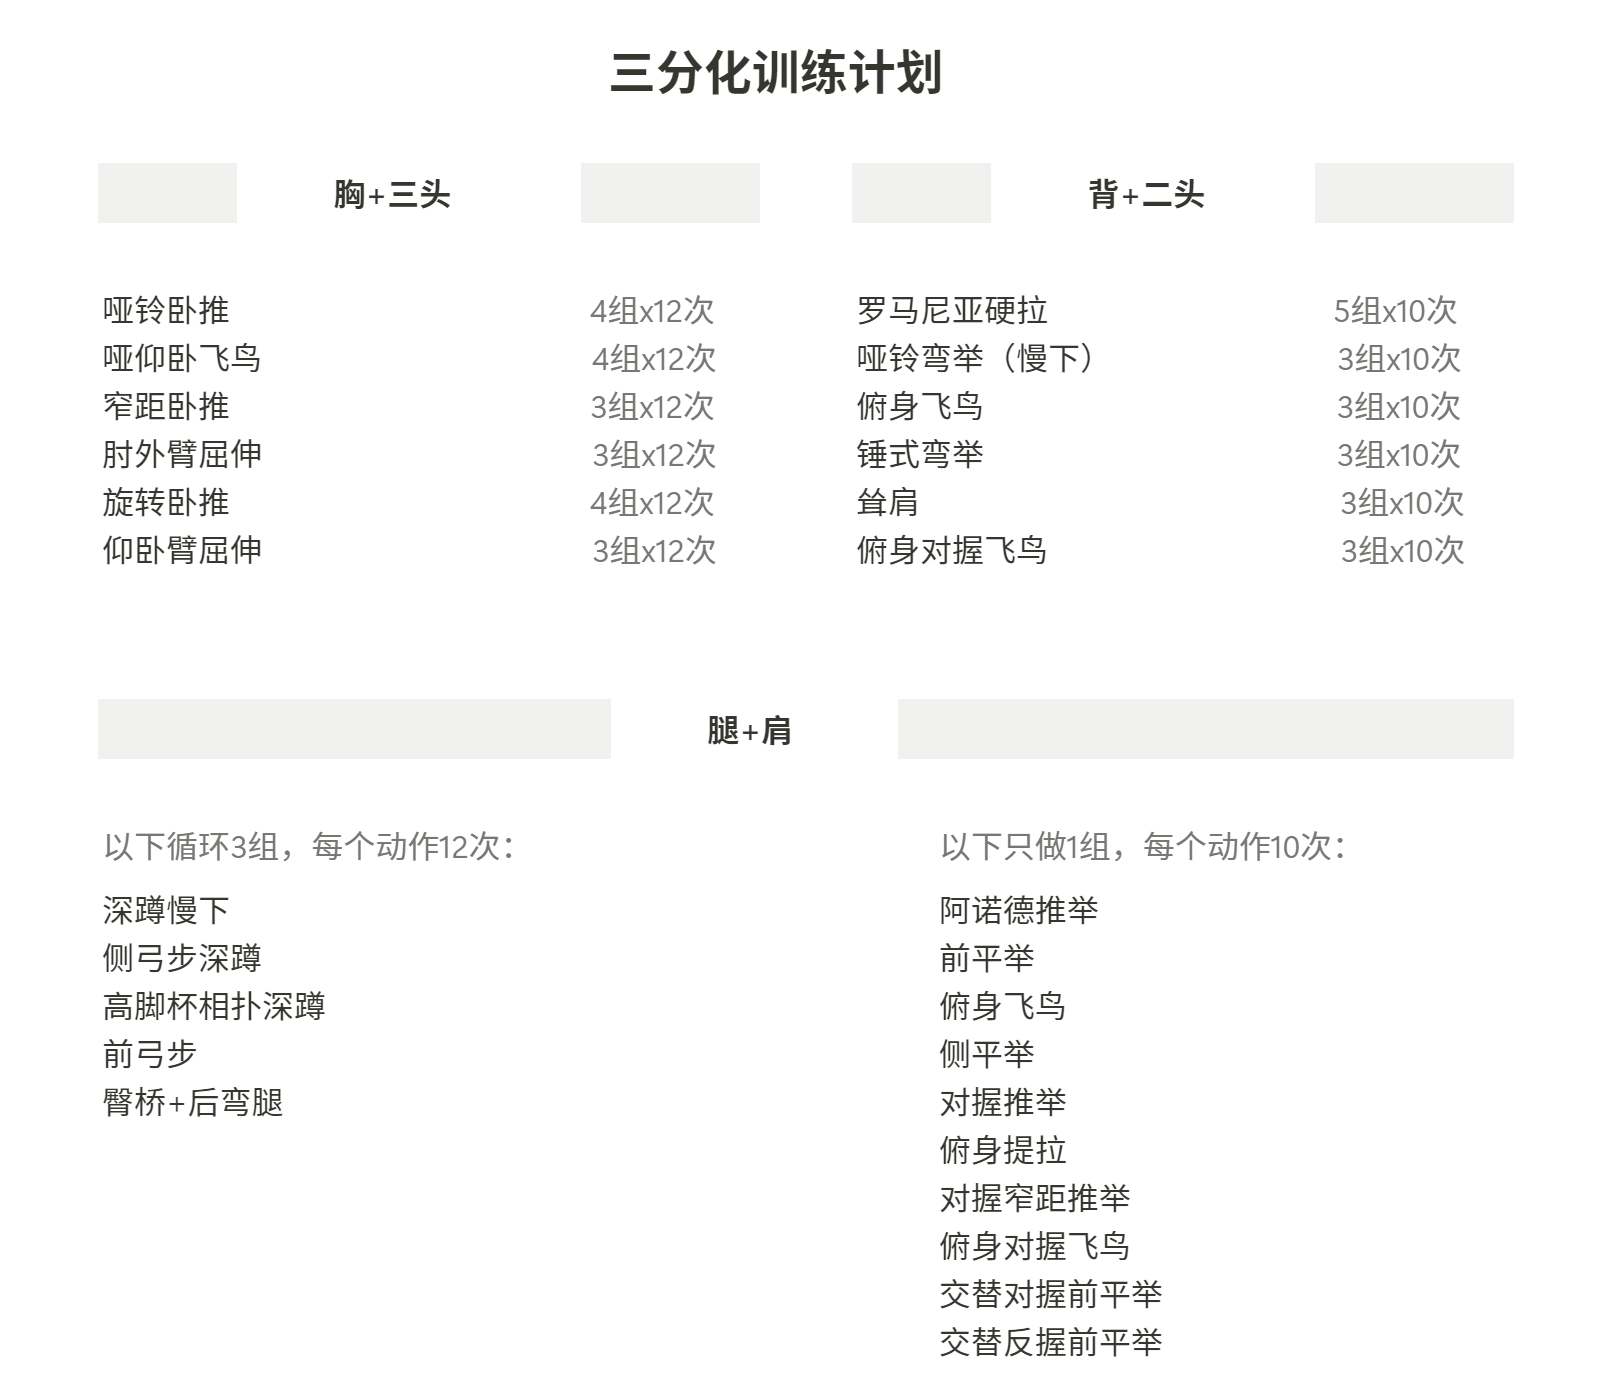 三分化训练计划
胸+三头
哑铃卧推 4组x12次
哑仰卧飞鸟 4组x12次
窄距卧推 3组x12次
肘外臂屈伸 3组x12次
旋转卧推 4组x12次
仰卧臂屈伸 3组x12次
背+二头
罗马尼亚硬拉 5组x10次
哑铃弯举（慢下） 3组x10次
俯身飞鸟 3组x10次
锤式弯举 3组x10次
耸肩 3组x10次
俯身对握飞鸟 3组x10次
腿+肩
以下循环3组，每个动作12次：
深蹲慢下
侧弓步深蹲
高脚杯相扑深蹲
前弓步
臀桥+后弯腿
以下只做1组，每个动作10次：
阿诺德推举
前平举
俯身飞鸟
侧平举
对握推举
俯身提拉
对握窄距推举
俯身对握飞鸟
交替对握前平举
交替反握前平举